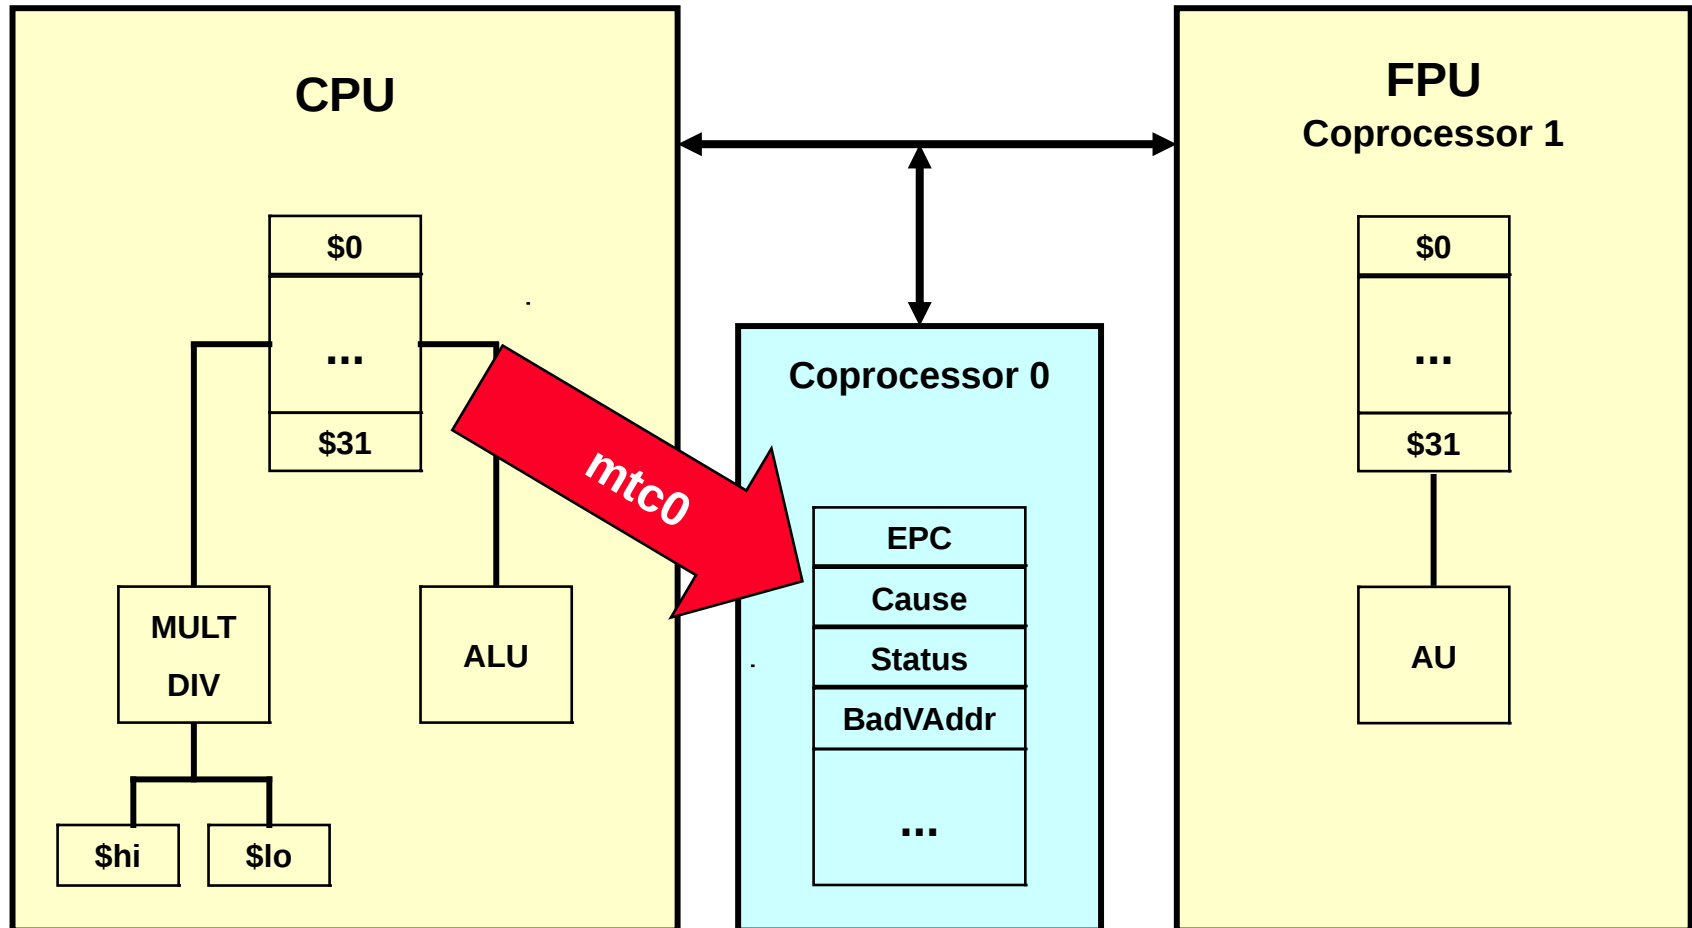 CPU
$0
...
$31
MULT
DIV
ALU
$hi
$lo
mtc0
Coprocessor 0
EPC
Cause
Status
BadVAddr
...
FPU
Coprocessor 1
$0
...
$31
AU